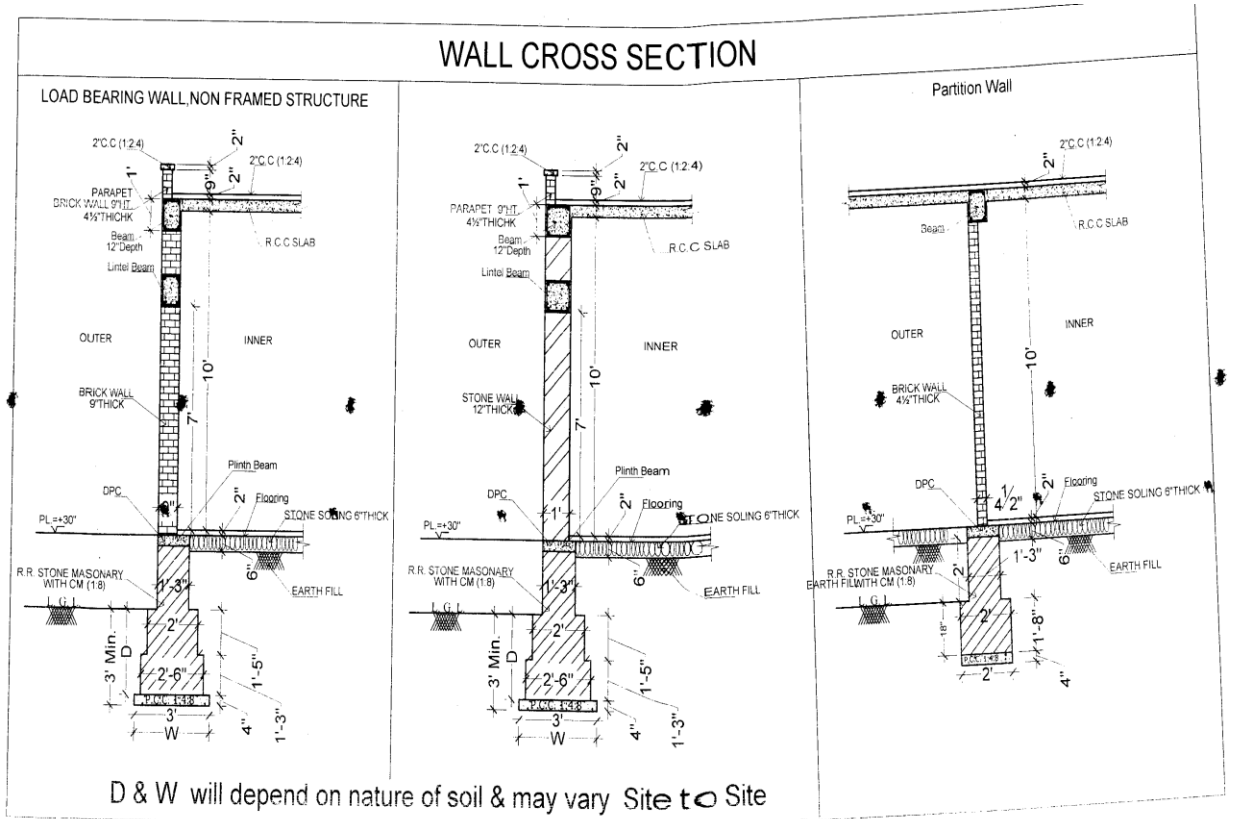 WALL CROSS SECTION
LOAD BEARING WALL,NON FRAMED STRUCTURE
2"C.C (1:2:4)
2"
2"C.C (1:2:4)
1'
9"
2"
PARAPET
BRICK WALL 9"HT.
4½"THICHK
Beam
12"Depth
R.C.C SLAB
Lintel Beam
OUTER
INNER
10'
BRICK WALL
9"THICK
7'
Plinth Beam
DPC
2"
Flooring
STONE SOLING 6"THICK
PL.=+30"
6"
R.R. STONE MASONARY
WITH CM (1:8)
1'-3"
EARTH FILL
G
2'
3' Min.
D
1'-5"
2'-6"
P.C.C. 1:4:8
3'
W
4"
1'-3"
2"C.C (1:2:4)
2"
2"C.C (1:2:4)
1'
9"
2"
PARAPET 9"HT.
4½"THICHK
Beam
12"Depth
R.C.C SLAB
Lintel Beam
OUTER
INNER
10'
STONE WALL
12"THICK
7'
Plinth Beam
DPC
2"
Flooring
1'
STONE SOLING 6"THICK
PL.=+30"
6"
R.R. STONE MASONARY
WITH CM (1:8)
1'-3"
EARTH FILL
G
2'
3' Min.
D
1'-5"
2'-6"
P.C.C. 1:4:8
3'
W
4"
1'-3"
Partition Wall
2"C.C (1:2:4)
2"
Beam
R.C.C SLAB
OUTER
INNER
10'
BRICK WALL
4½"THICK
DPC
4½"
2"
Flooring
STONE SOLING 6"THICK
PL.=+30"
2'
1'-3"
6"
R.R. STONE MASONARY
EARTH FILL WITH CM (1:8)
EARTH FILL
G
18"
2'
1'-8"
P.C.C. 1:4:8
2'
4"
D & W will depend on nature of soil & may vary Site to Site